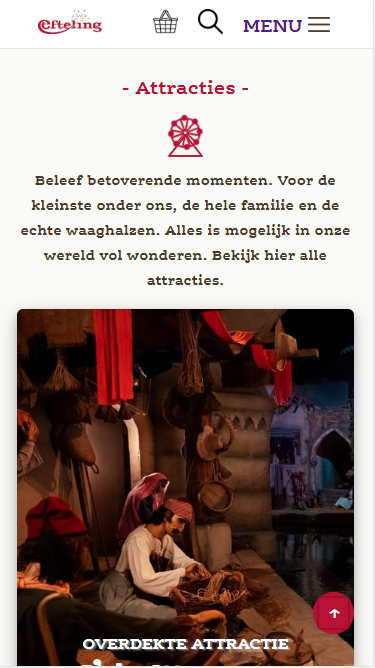 Efteling
MENU
- Attracties -
Beleef betoverende momenten. Voor de
kleinste onder ons, de hele familie en de
echte waaghalzen. Alles is mogelijk in onze
wereld vol wonderen. Bekijk hier alle
attracties.
OVERDEKTE ATTRACTIE